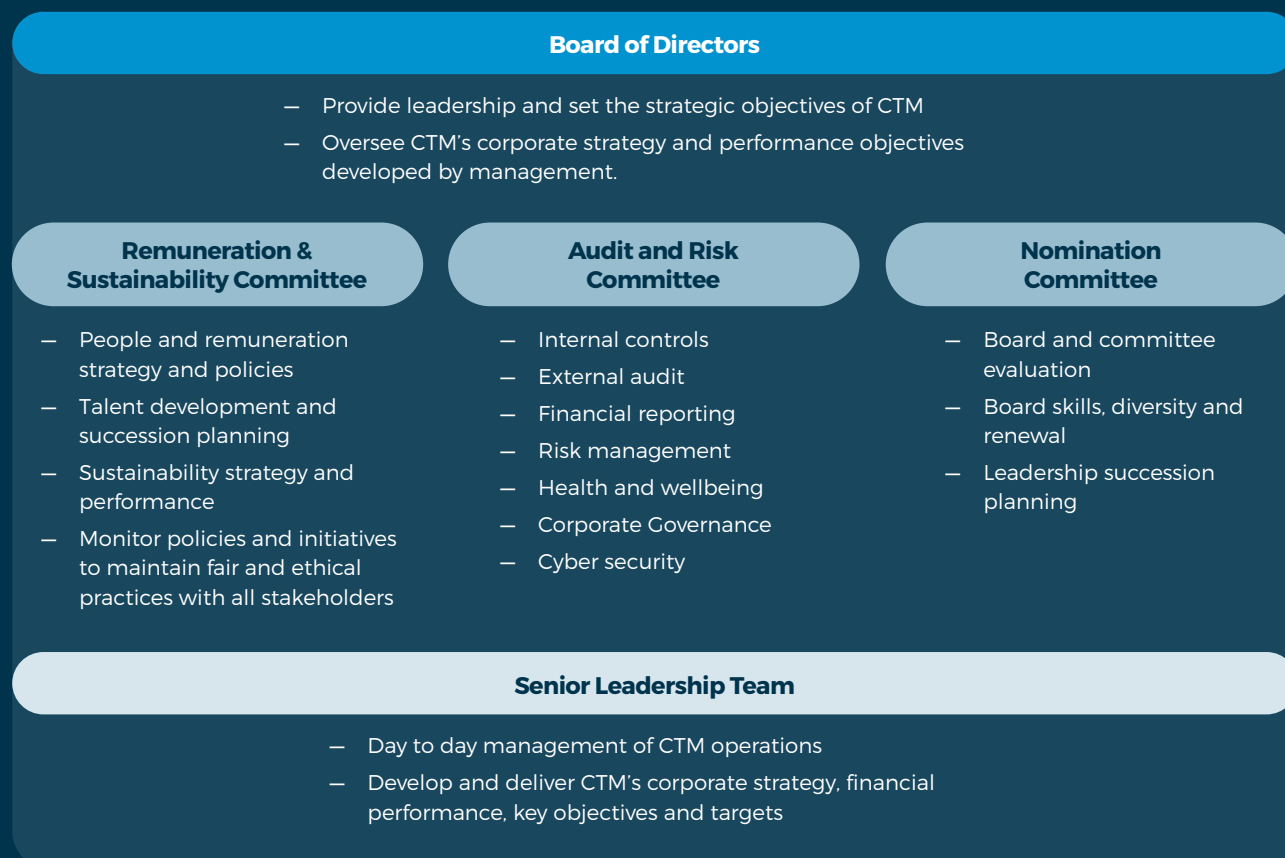 Board of Directors
— Provide leadership and set the strategic objectives of CTM
— Oversee CTM's corporate strategy and performance objectives
developed by management.
Remuneration &
Sustainability Committee
— People and remuneration
strategy and policies
— Talent development and
succession planning
— Sustainability strategy and
performance
— Monitor policies and initiatives
to maintain fair and ethical
practices with all stakeholders
Audit and Risk
Committee
— Internal controls
— External audit
— Financial reporting
— Risk management
— Health and wellbeing
— Corporate Governance
— Cyber security
Nomination
Committee
— Board and committee
evaluation
— Board skills, diversity and
renewal
— Leadership succession
planning
Senior Leadership Team
— Day to day management of CTM operations
— Develop and deliver CTM's corporate strategy, financial
performance, key objectives and targets